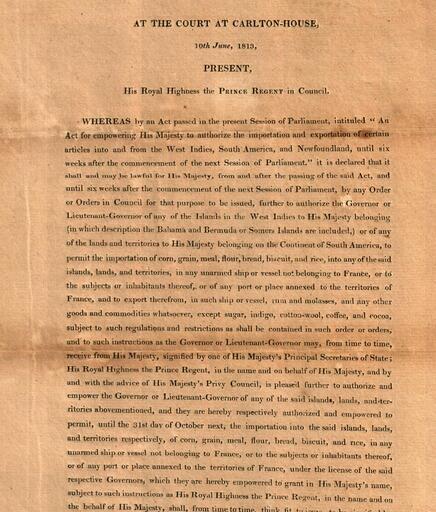 AT THE COURT AT CARLTON-HOUSE,
10th June, 1813,
PRESENT,
His Royal Highness the PRINCE REGENT in Council.
WHEREAS by an Act passed in the present Session of Parliament, intituled " An
Act for empowering His Majesty to authorize the importation and exportation of certain
articles into and from the West Indies, South America, and Newfoundland, until six
weeks after the commencement of the next Session of Parliament." it is declared that it
shall and may be lawful for His Majesty, from and after the passing of the said Act, and
until six weeks after the commencement of the next Session of Parliament, by any Order
or Orders in Council for that purpose to be issued, further to authorize the Governor or
Lieutenant-Governor of any of the Islands in the West Indies to His Majesty belonging
(in which description the Bahama and Bermuda or Somers Islands are included,) or of any
of the lands and territories to His Majesty belonging on the Continent of South America, to
permit the importation of corn, grain, meal, flour, bread, biscuit, and rice, into any of the said
islands, lands, and territories, in any unarmed ship or vessel not belonging to France, or to
the subjects or inhabitants thereof, or of any port or place annexed to the territories of
France, and to export therefrom, in such ship or vessel, rum and molasses, and any other
goods and commodities whatsoever, except sugar, indigo, cotton-wool, coffee, and cocoa,
subject to such regulations and restrictions as shall be contained in such order or orders,
and to such instructions as the Governor or Lieutenant-Governor may, from time to time,
receive from His Majesty, signified by one of His Majesty's Principal Secretaries of State;
His Royal Highness the Prince Regent, in the name and on behalf of His Majesty, and by
and with the advice of His Majesty's Privy Council, is pleased further to authorize and
empower the Governor or Lieutenant-Governor of any of the said islands, lands, and-ter-
ritories abovementioned, and they are hereby respectively authorized and empowered to
permit, until the 31st day of October next, the importation into the said islands, lands,
and territories respectively, of corn, grain, meal, flour, bread, biscuit, and rice, in any
unarmed ship or vessel not belonging to France, or to the subjects or inhabitants thereof,
or of any port or place annexed to the territories of France, under the license of the said
respective Governors, which they are hereby empowered to grant in His Majesty's name,
subject to such instructions as His Royal Highness the Prince Regent, in the name and on
the behalf of His Majesty, shall, from time to time, think fit to